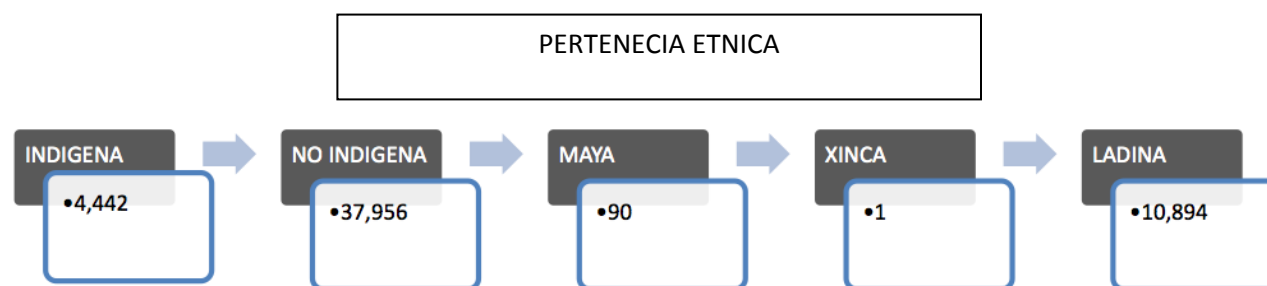 PERTENECIA ETNICA
INDIGENA
•4,442
NO INDIGENA
•37,956
MAYA
•90
XINCA
•1
LADINA
•10,894